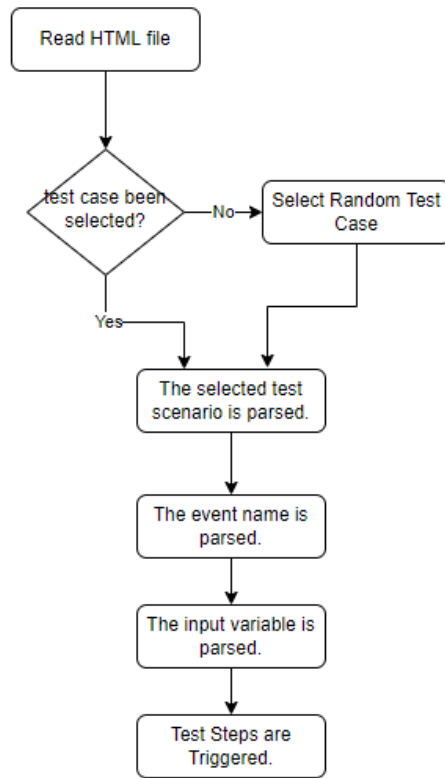 Read HTML file
test case been
selected?
No
Select Random Test
Case
Yes
The selected test
scenario is parsed.
The event name is
parsed.
The input variable is
parsed.
Test Steps are
Triggered.